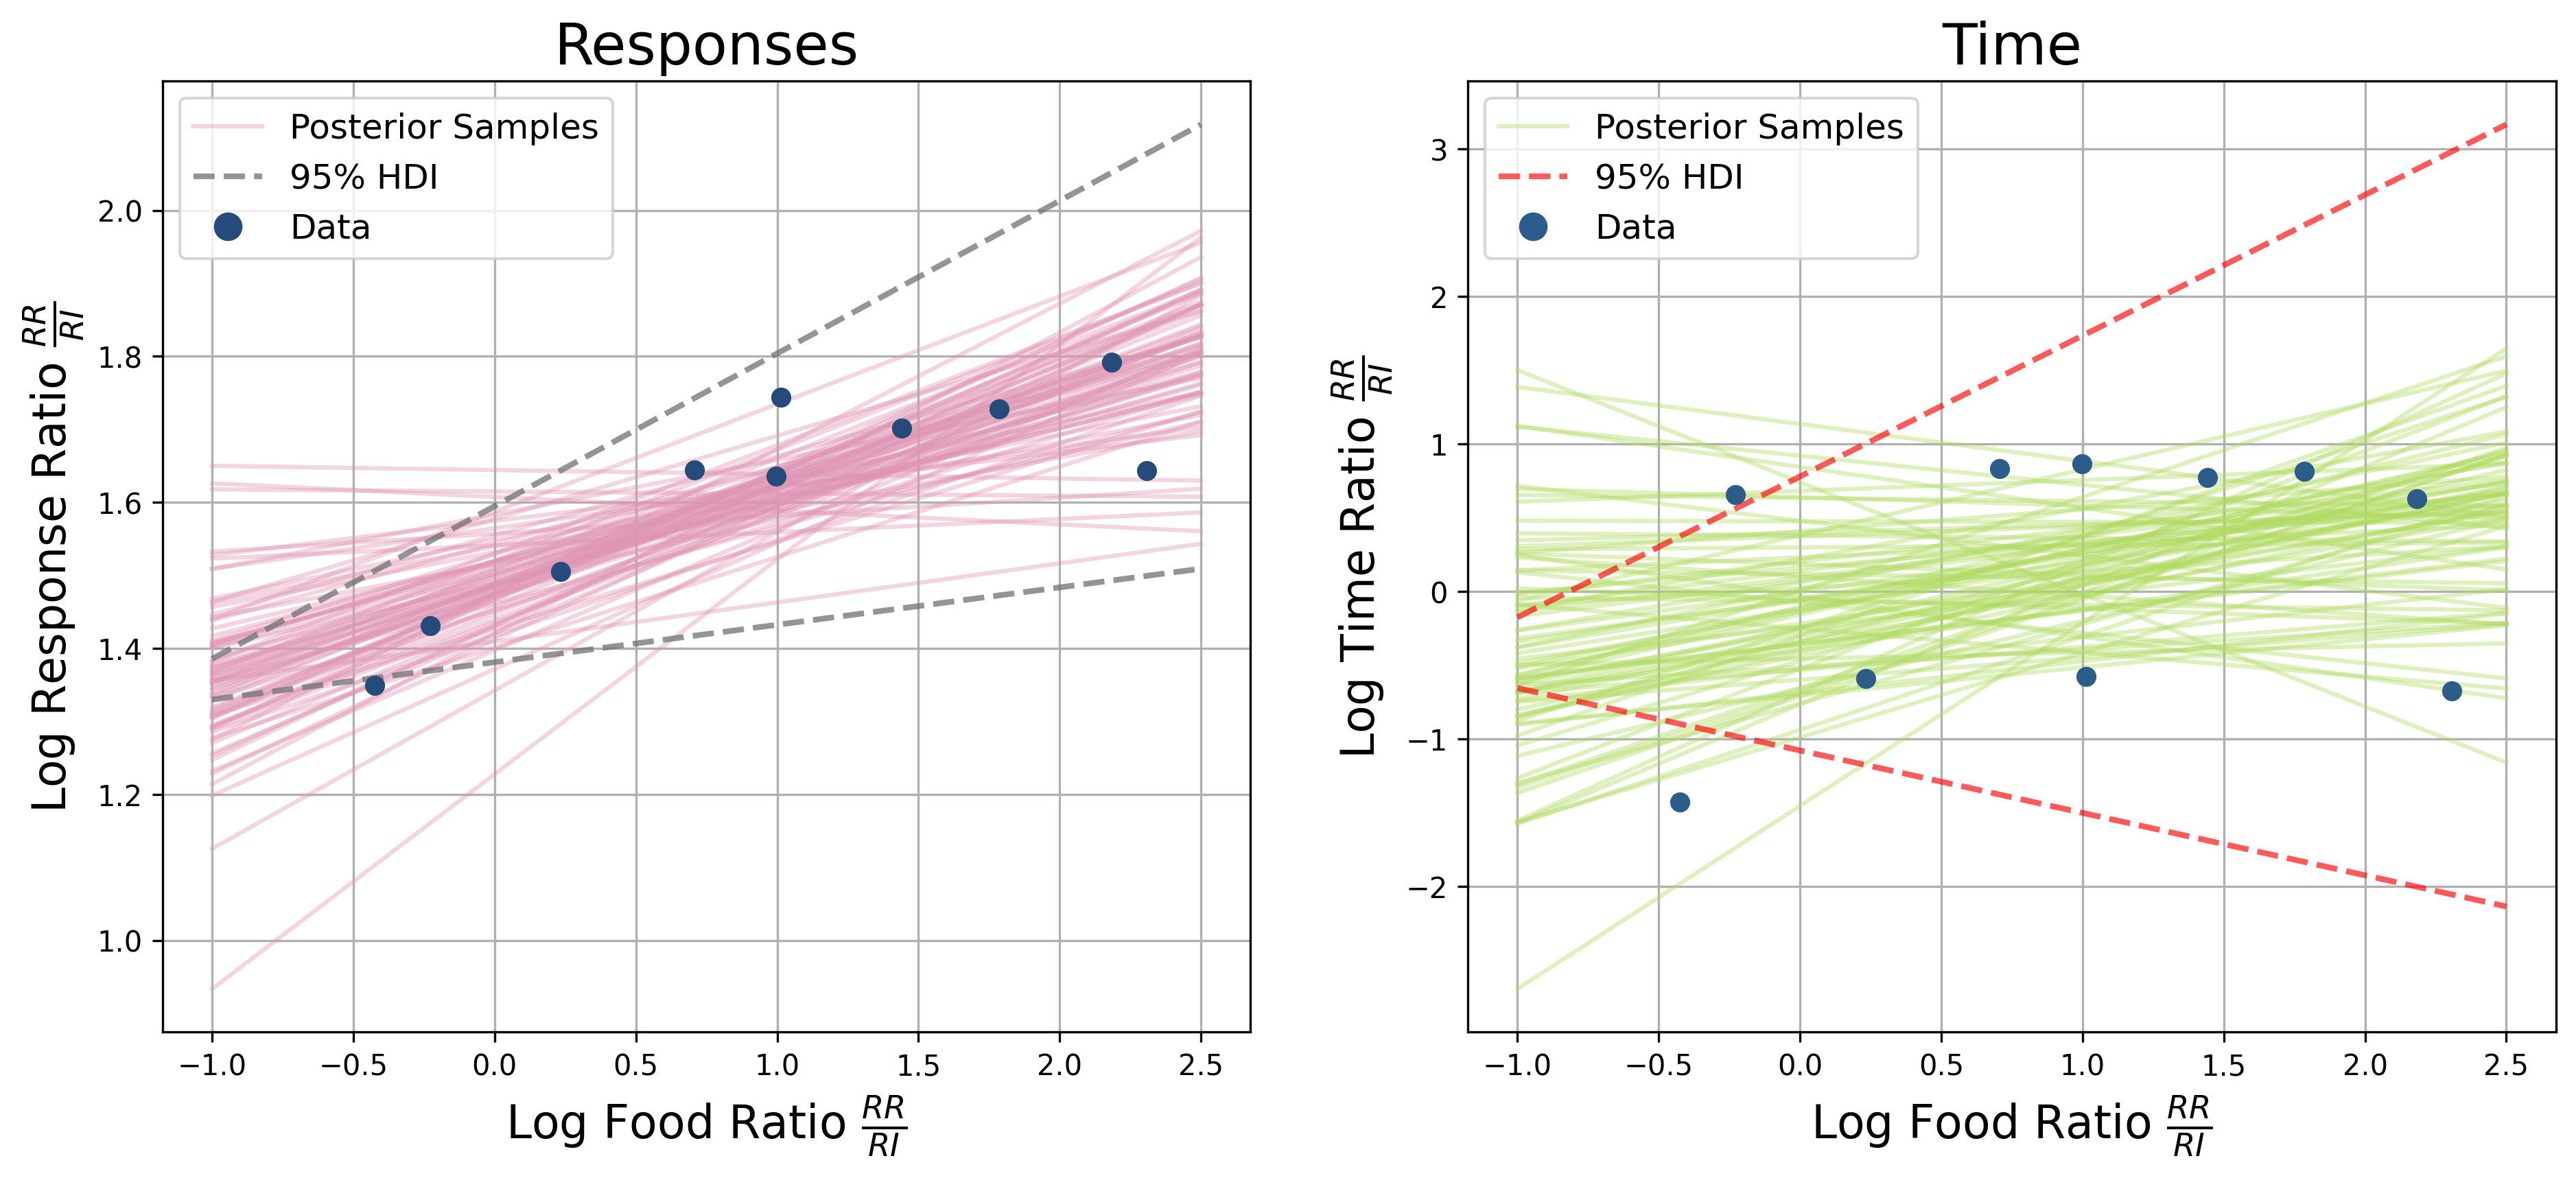 Responses
Posterior Samples
95% HDI
Data
2.0
1.8
1.6
1.4
1.2
1.0
Log Response Ratio RR/RI
−1.0 −0.5 0.0 0.5 1.0 1.5 2.0 2.5
Log Food Ratio RR/RI
Time
Posterior Samples
95% HDI
Data
3
2
1
0
−1
−2
Log Time Ratio RR/RI
−1.0 −0.5 0.0 0.5 1.0 1.5 2.0 2.5
Log Food Ratio RR/RI